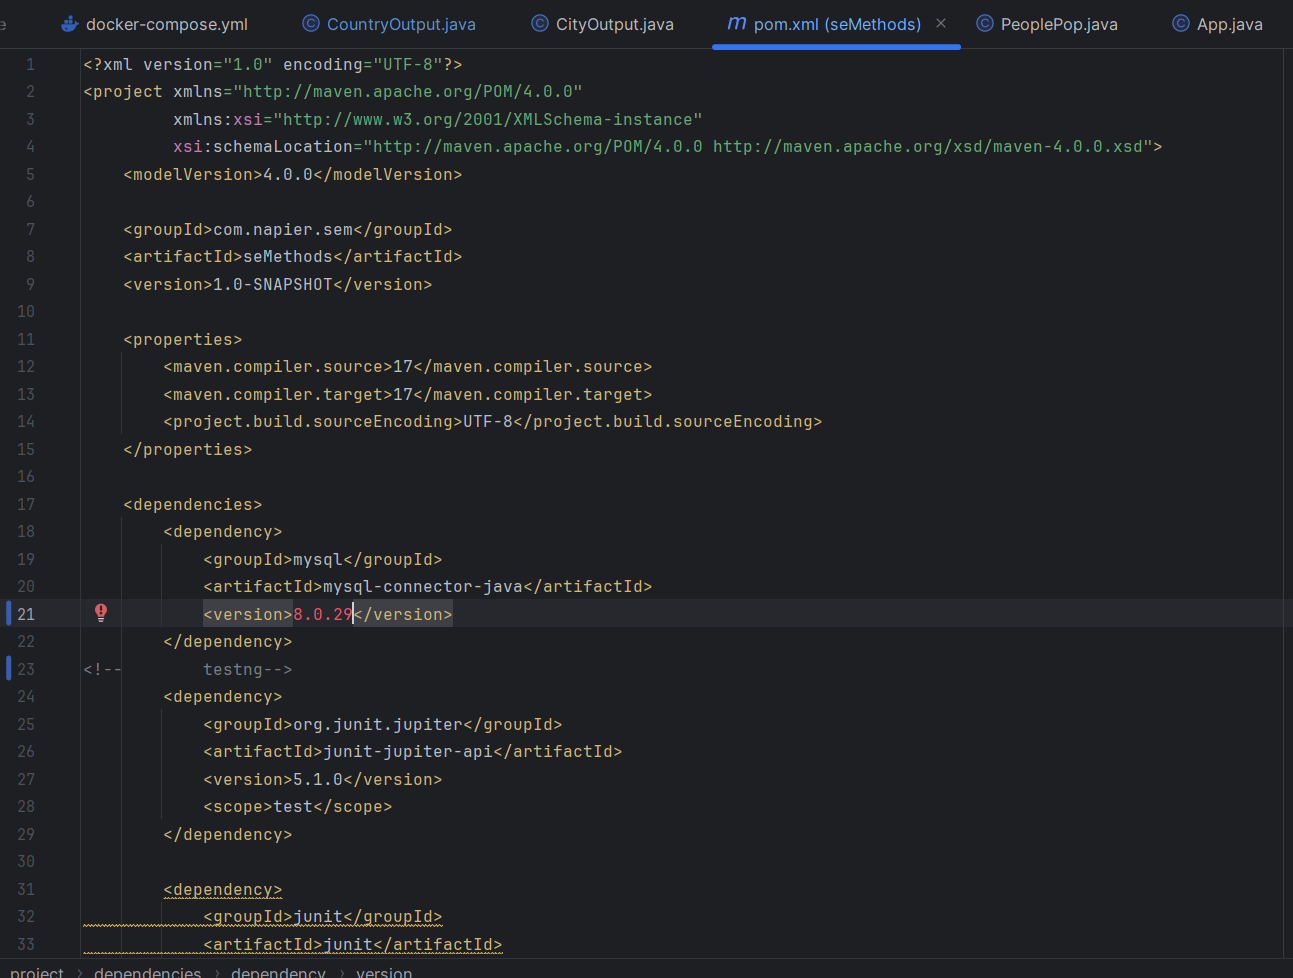 e docker-compose.yml CountryOutput.java CityOutput.java m pom.xml (seMethods) × PeoplePop.java App.java
1 <?xml version="1.0" encoding="UTF-8"?>
2 <project xmlns="http://maven.apache.org/POM/4.0.0"
3 xmlns:xsi="http://www.w3.org/2001/XMLSchema-instance"
4 xsi:schemaLocation="http://maven.apache.org/POM/4.0.0 http://maven.apache.org/xsd/maven-4.0.0.xsd">
5 <modelVersion>4.0.0</modelVersion>
6
7 <groupId>com.napier.sem</groupId>
8 <artifactId>seMethods</artifactId>
9 <version>1.0-SNAPSHOT</version>
10
11 <properties>
12 <maven.compiler.source>17</maven.compiler.source>
13 <maven.compiler.target>17</maven.compiler.target>
14 <project.build.sourceEncoding>UTF-8</project.build.sourceEncoding>
15 </properties>
16
17 <dependencies>
18 <dependency>
19 <groupId>mysql</groupId>
20 <artifactId>mysql-connector-java</artifactId>
21 <version>8.0.29</version>
22 </dependency>
23 <!-- testng-->
24 <dependency>
25 <groupId>org.junit.jupiter</groupId>
26 <artifactId>junit-jupiter-api</artifactId>
27 <version>5.1.0</version>
28 <scope>test</scope>
29 </dependency>
30
31 <dependency>
32 <groupId>junit</groupId>
33 <artifactId>junit</artifactId>
project > dependencies > dependency > version